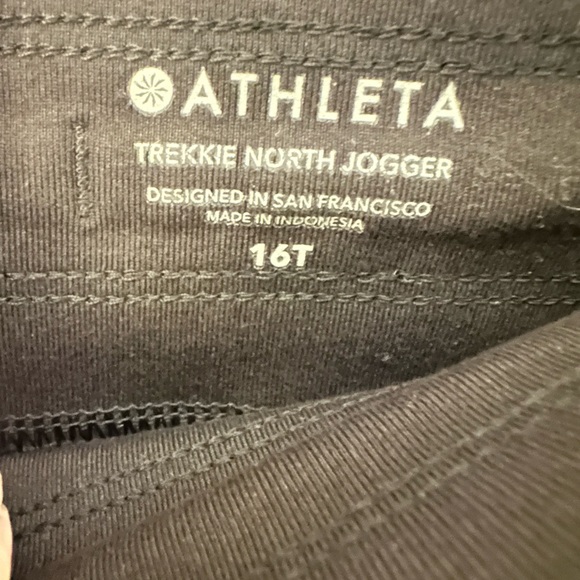 ATHLETA
TREKKIE NORTH JOGGER
DESIGNED IN SAN FRANCISCO
MADE IN INDONESIA
16T